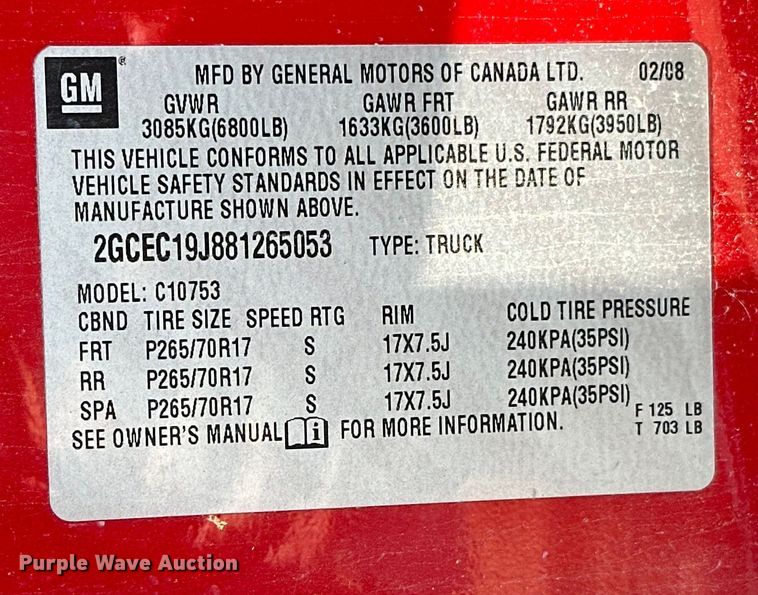 GM®
MFD BY GENERAL MOTORS OF CANADA LTD. 02/08
GVWR GAWR FRT GAWR RR
3085KG(6800LB) 1633KG(3600LB) 1792KG(3950LB)
THIS VEHICLE CONFORMS TO ALL APPLICABLE U.S. FEDERAL MOTOR
VEHICLE SAFETY STANDARDS IN EFFECT ON THE DATE OF
MANUFACTURE SHOWN ABOVE.
2GCEC19J881265053 TYPE: TRUCK
MODEL: C10753
CBND TIRE SIZE SPEED RTG RIM COLD TIRE PRESSURE
FRT P265/70R17 S 17X7.5J 240KPA(35PSI)
RR P265/70R17 S 17X7.5J 240KPA(35PSI)
SPA P265/70R17 S 17X7.5J 240KPA(35PSI)
F 125 LB
SEE OWNER'S MANUAL i FOR MORE INFORMATION.
T 703 LB
Purple Wave Auction